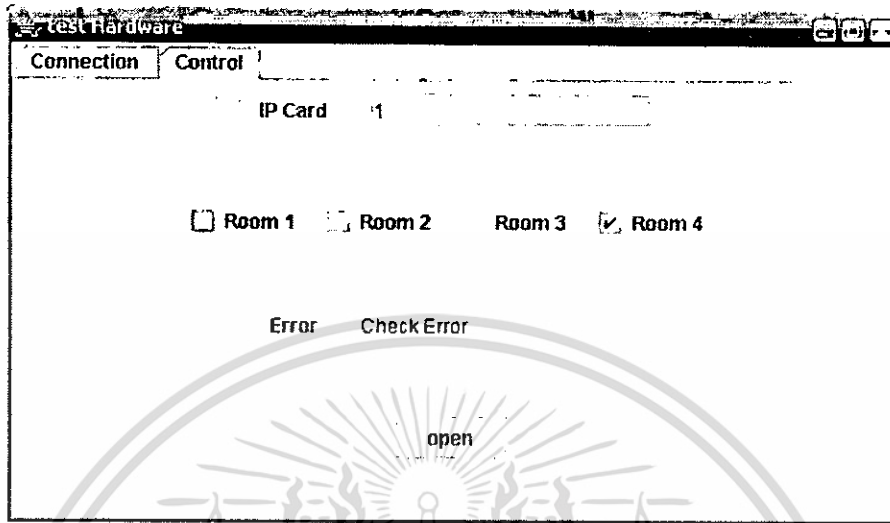 test Hardware
Connection Control
IP Card 1
Room 1 Room 2 Room 3 Room 4
Error Check Error
open